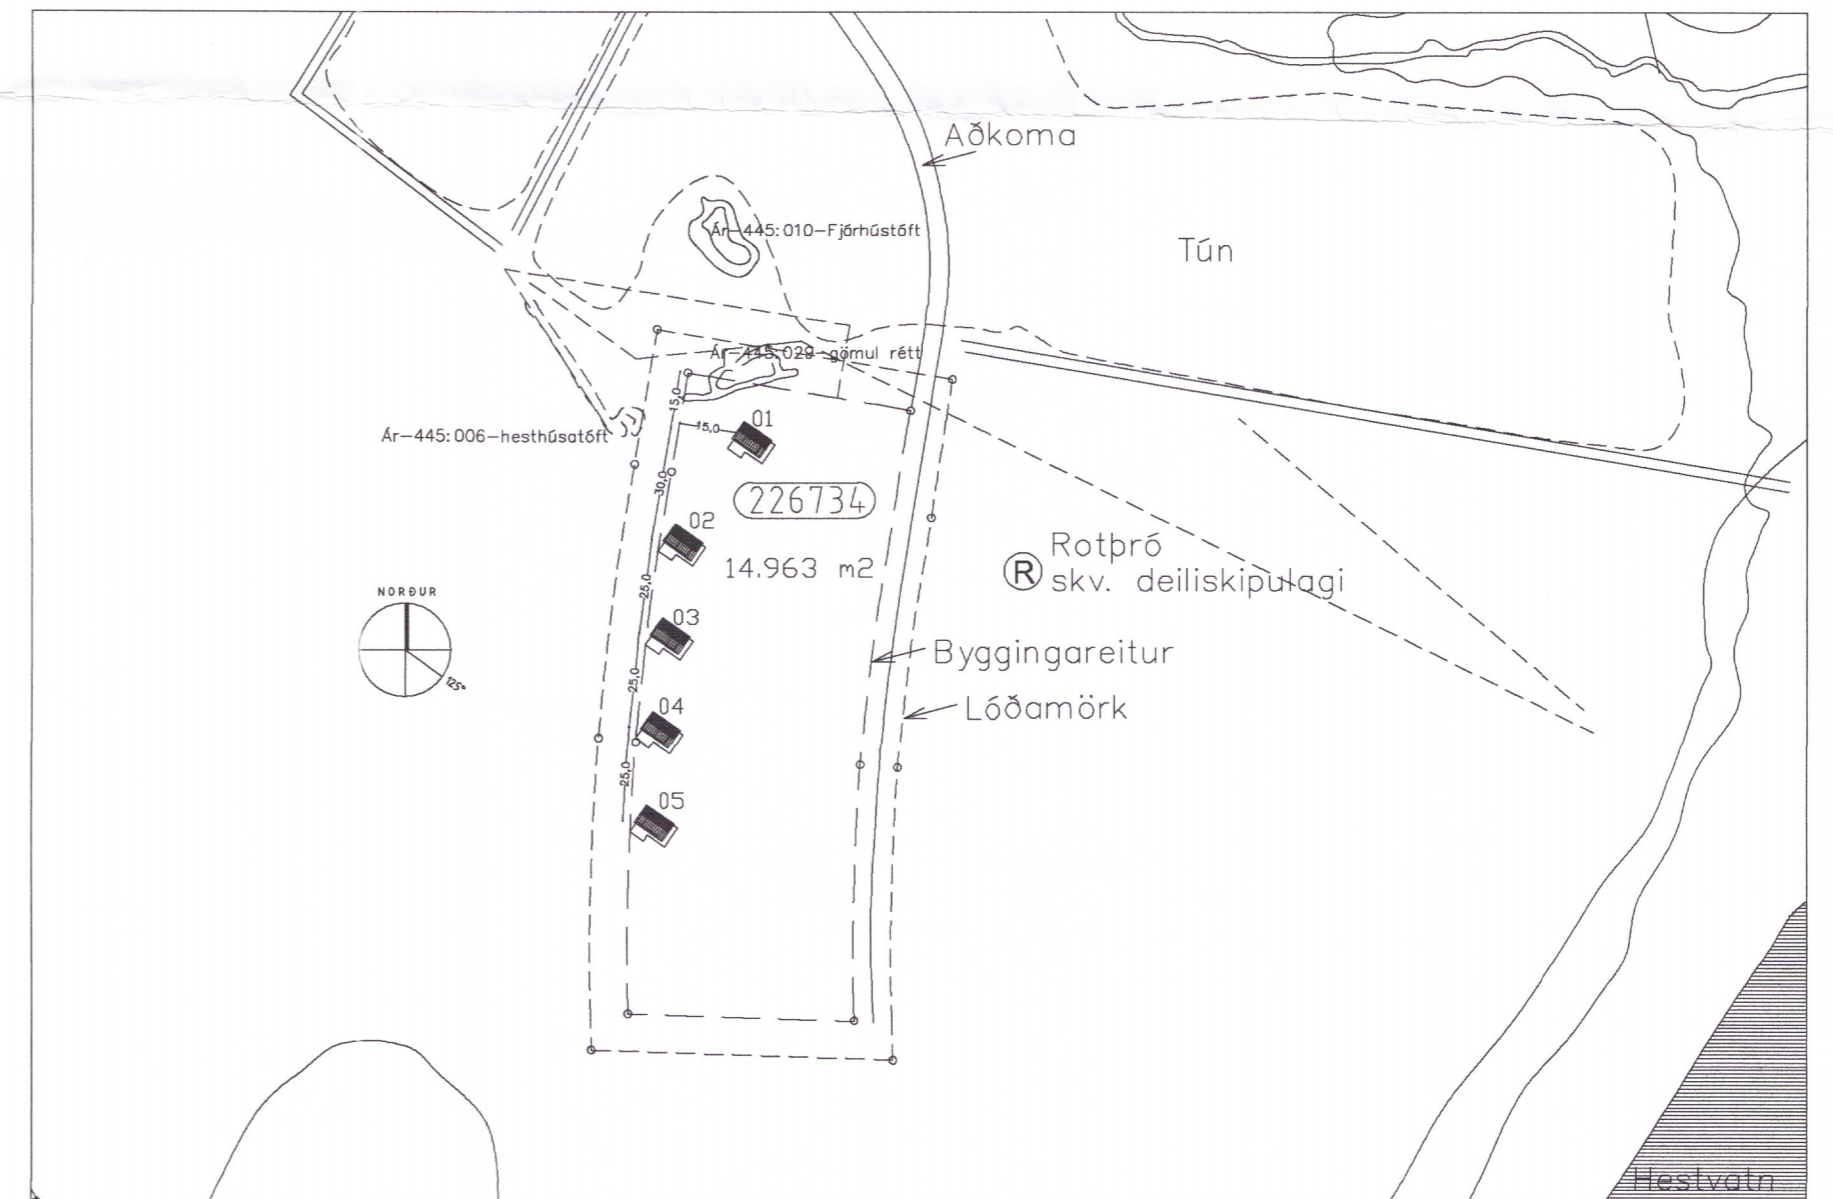 Aðkoma
Ár-445:010-Fjárhústóft
Tún
Ár-445:029-gömul rétt
15,0
01
15,0
Ár-445:006-hesthúsatóft
30,0
226734
02
14.963 m2
Rotþró
R
skv. deiliskipulagi
25,0
NORÐUR
03
Byggingareitur
125°
25,0
04
Lóðamörk
25,0
05
Hestvatn